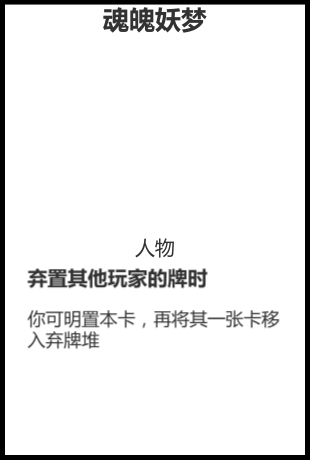 魂魄妖梦
人物
弃置其他玩家的牌时
你可明置本卡，再将其一张卡移
入弃牌堆